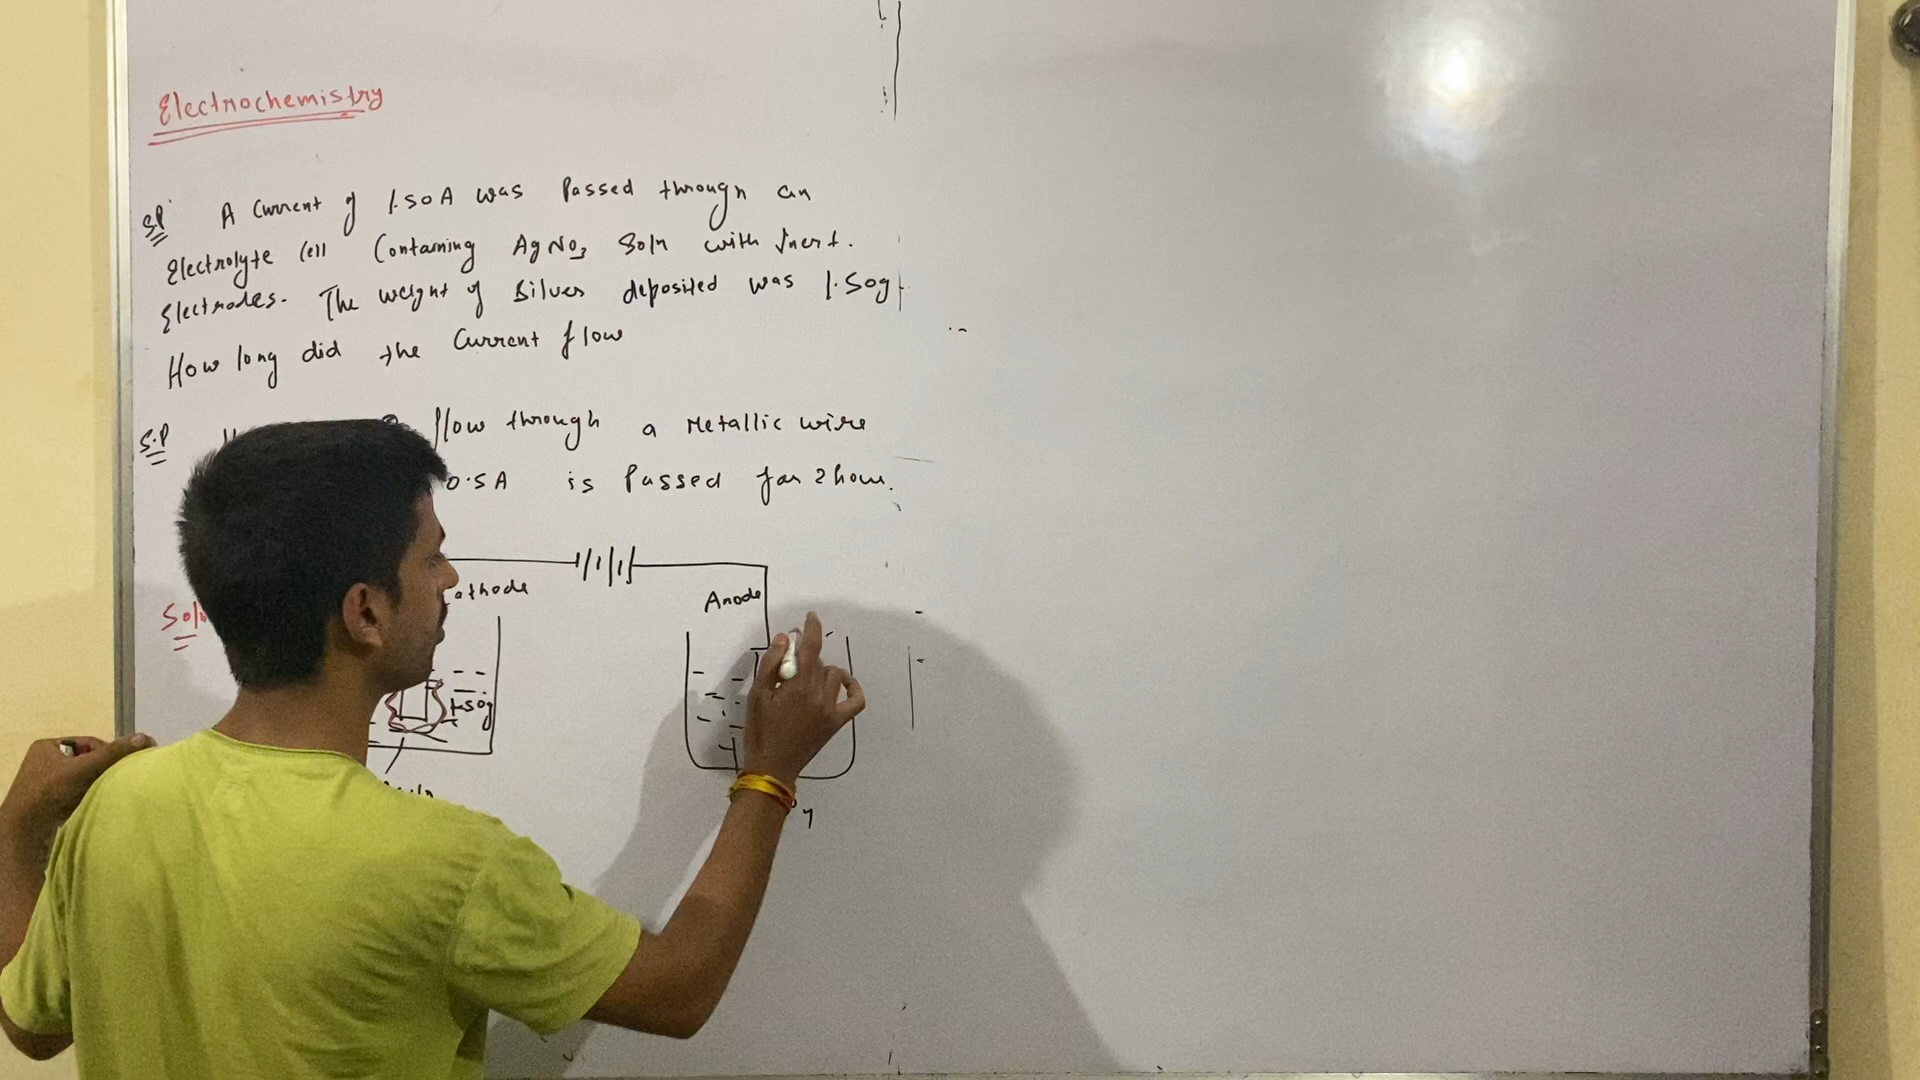 Electrochemistry
S.P A Current of 1.50A was Passed through an
Electrolyte Cell Containing AgNO3 Soln with Inert.
Electrodes. The weight of Silver deposited was 1.50g
How long did the Current flow
S.P flow through a Metallic wire
0.5A is Passed for 2 hour.
Cathode
Anode
Soln
1.50g